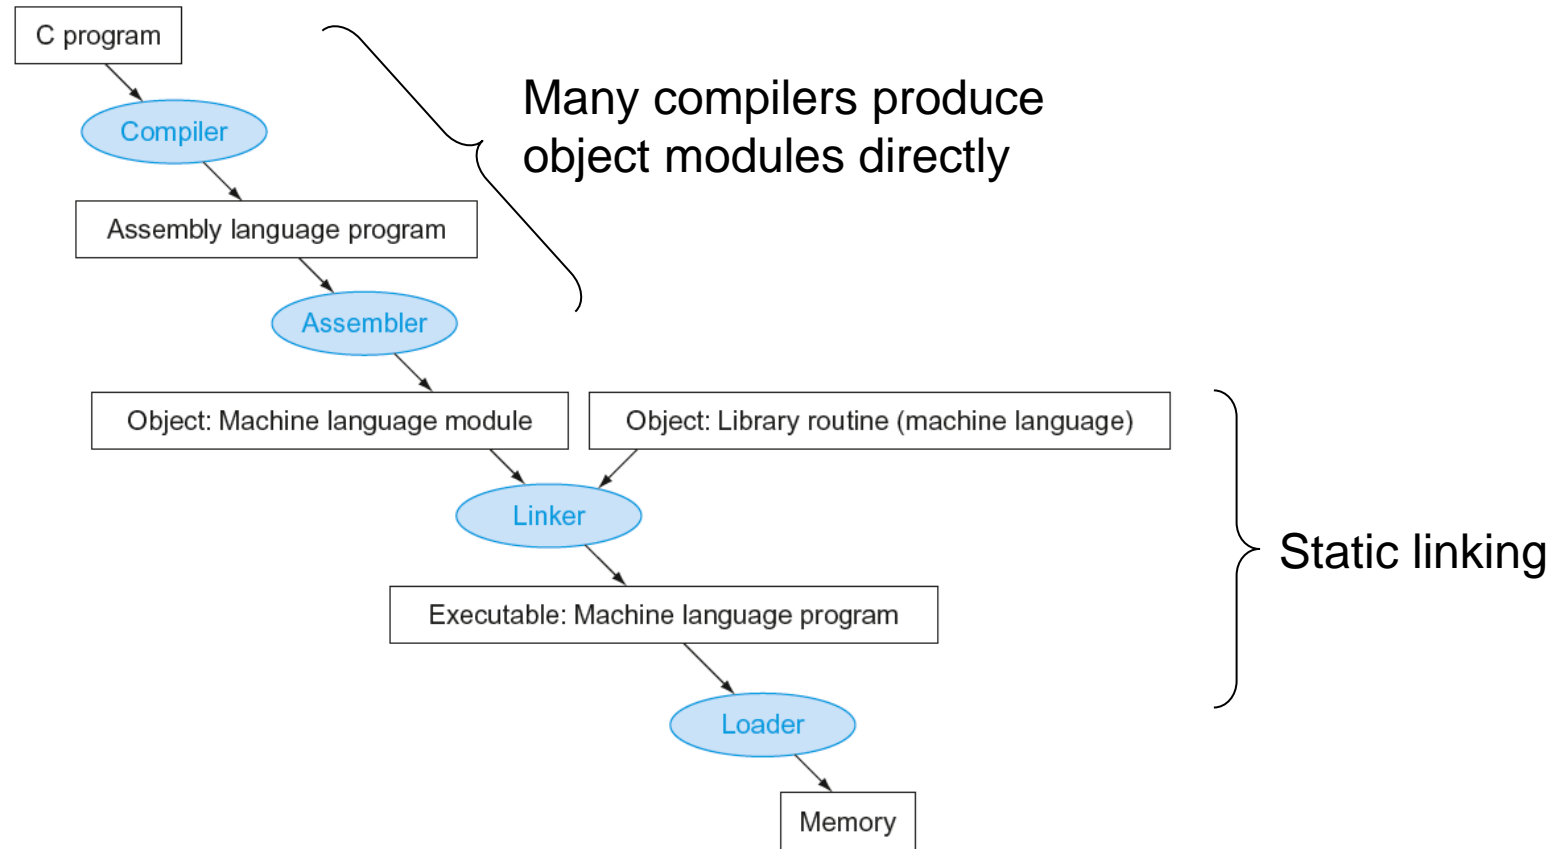 C program
Many compilers produce
object modules directly
Compiler
Assembly language program
Assembler
Object: Machine language module
Object: Library routine (machine language)
Linker
Static linking
Executable: Machine language program
Loader
Memory